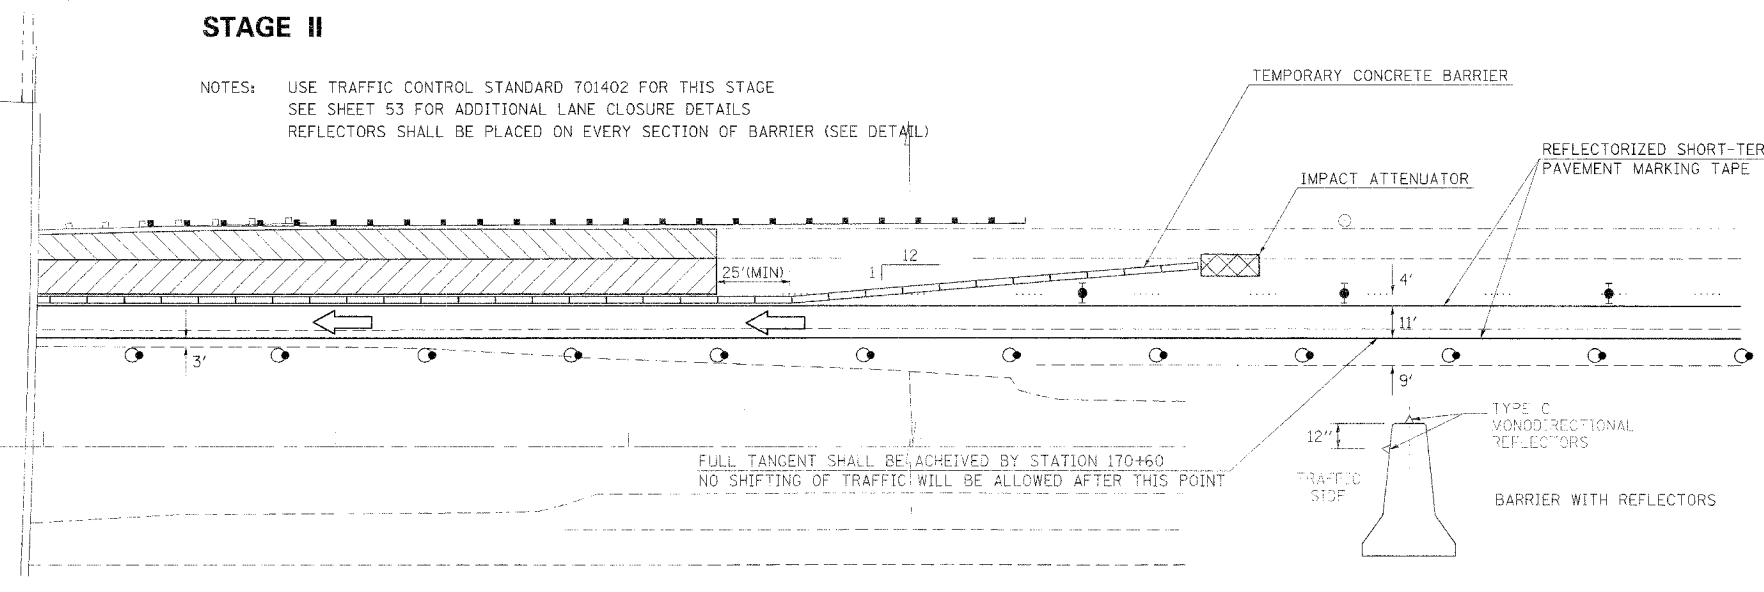 STAGE II
NOTES: USE TRAFFIC CONTROL STANDARD 701402 FOR THIS STAGE
SEE SHEET 53 FOR ADDITIONAL LANE CLOSURE DETAILS
REFLECTORS SHALL BE PLACED ON EVERY SECTION OF BARRIER (SEE DETAIL)
TEMPORARY CONCRETE BARRIER
REFLECTORIZED SHORT-TER
PAVEMENT MARKING TAPE
IMPACT ATTENUATOR
12
1
25'(MIN)
4'
11'
3'
9'
FULL TANGENT SHALL BE ACHEIVED BY STATION 170+60
NO SHIFTING OF TRAFFIC WILL BE ALLOWED AFTER THIS POINT
12"
TYPE C
MONODIRECTIONAL
REFLECTORS
TRAFFIC
SIDE
BARRIER WITH REFLECTORS